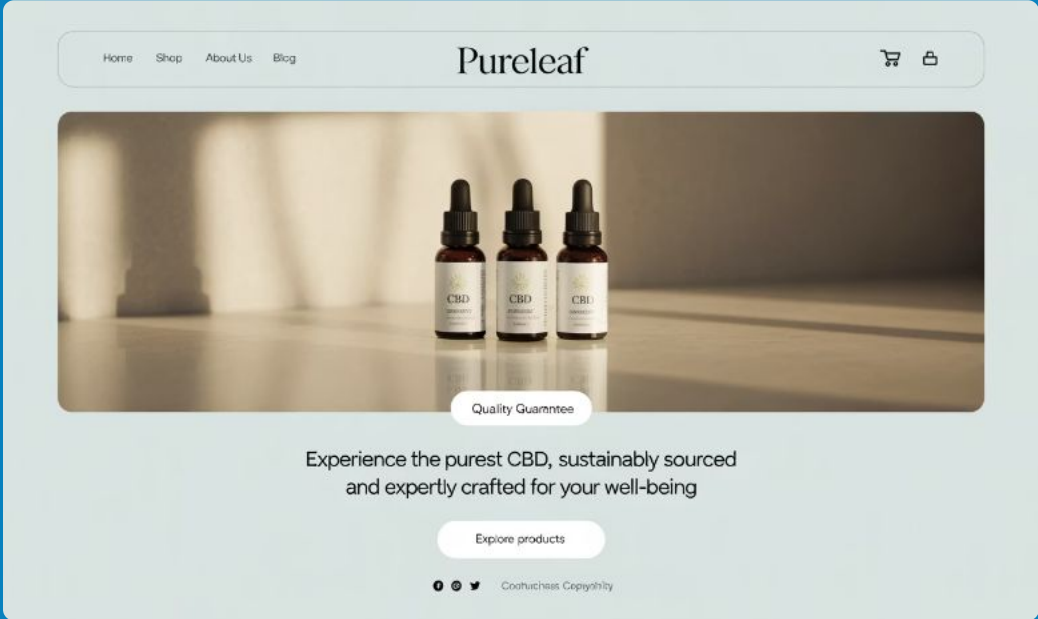 Home Shop About Us Blog
Pureleaf
CBD
CBD
CBD
Quality Guarantee
Experience the purest CBD, sustainably sourced
and expertly crafted for your well-being
Explore products